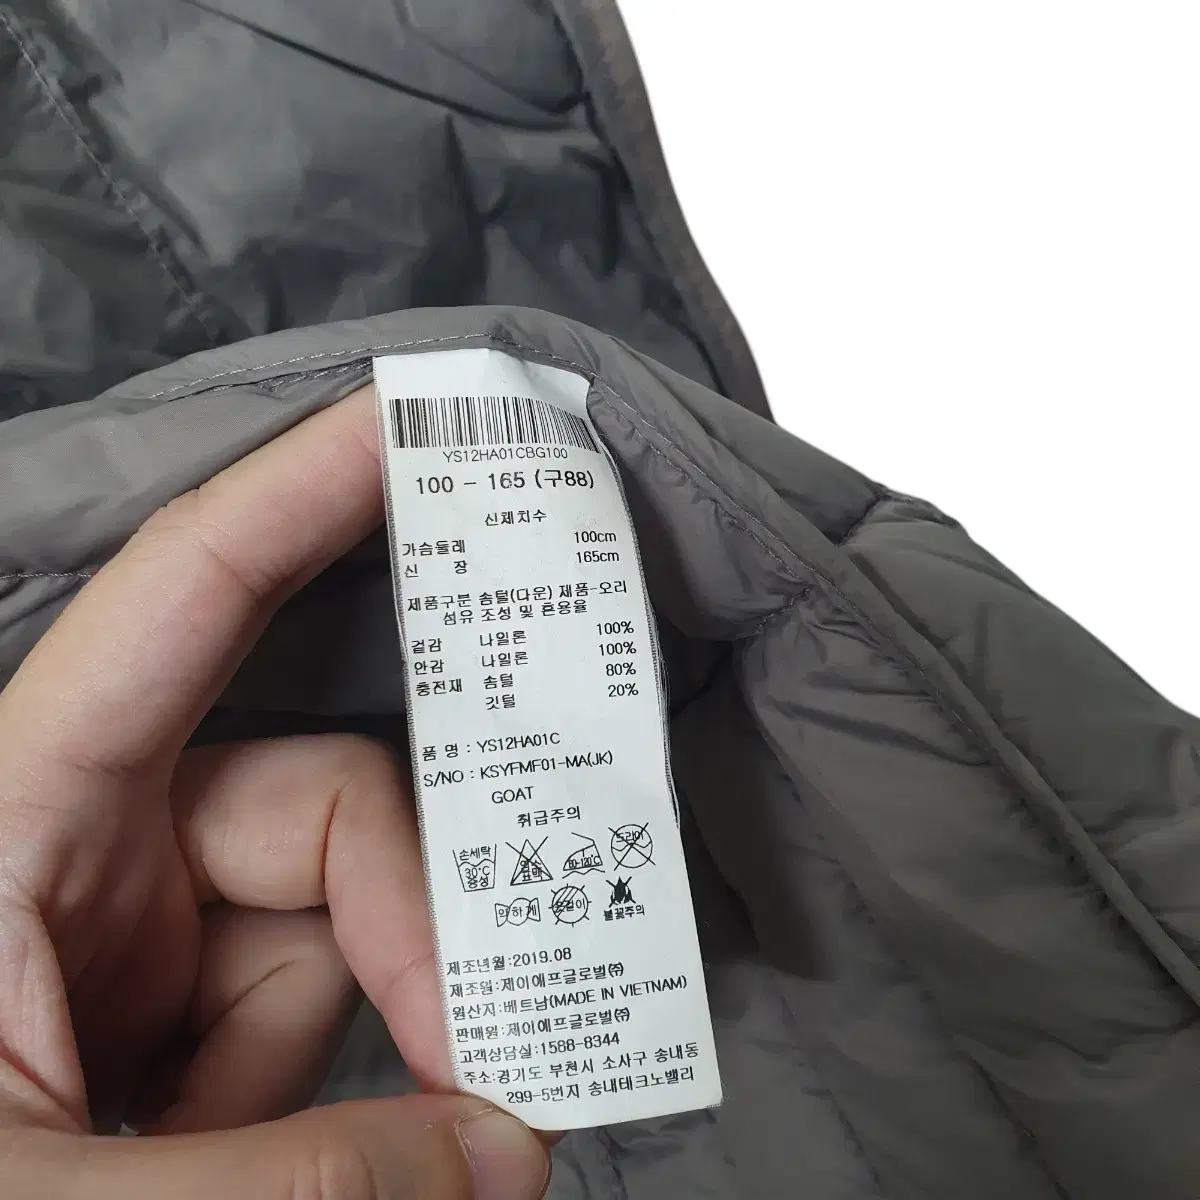 YS12HA01CBG100
100 - 165 (구88)
신체치수
가슴둘레 100cm
신 장 165cm
제품구분 솜털(다운) 제품-오리
섬유 조성 및 혼용율
겉감 나일론 100%
안감 나일론 100%
충전재 솜털 80%
깃털 20%
품 명 : YS12HA01C
S/NO : KSYFMF01-MA(JK)
GOAT
취급주의
손세탁 30℃ 중성
염소 표백
80-120℃
드라이
약하게
불꽃주의
제조년월:2019.08
제조원:제이에프글로벌㈜
원산지:베트남(MADE IN VIETNAM)
판매원:제이에프글로벌㈜
고객상담실:1588-8344
주소:경기도 부천시 소사구 송내동
299-5번지 송내테크노밸리